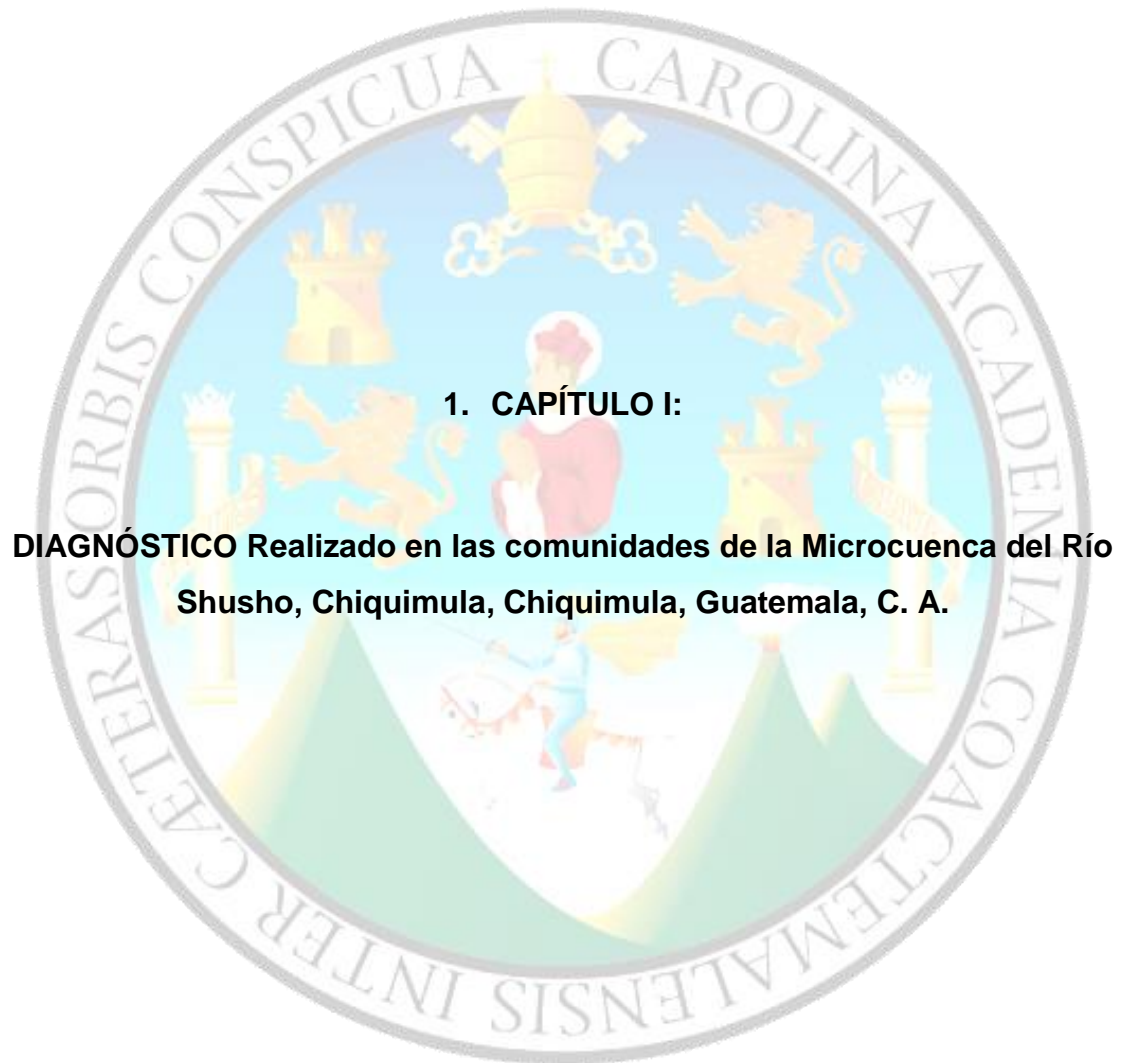 1. CAPÍTULO I:
DIAGNÓSTICO Realizado en las comunidades de la Microcuenca del Río
Shusho, Chiquimula, Chiquimula, Guatemala, C. A.
CAROLINA ACADEMIA COACTEMALENSIS INTER CÆTERAS ORBIS CONSPICUA